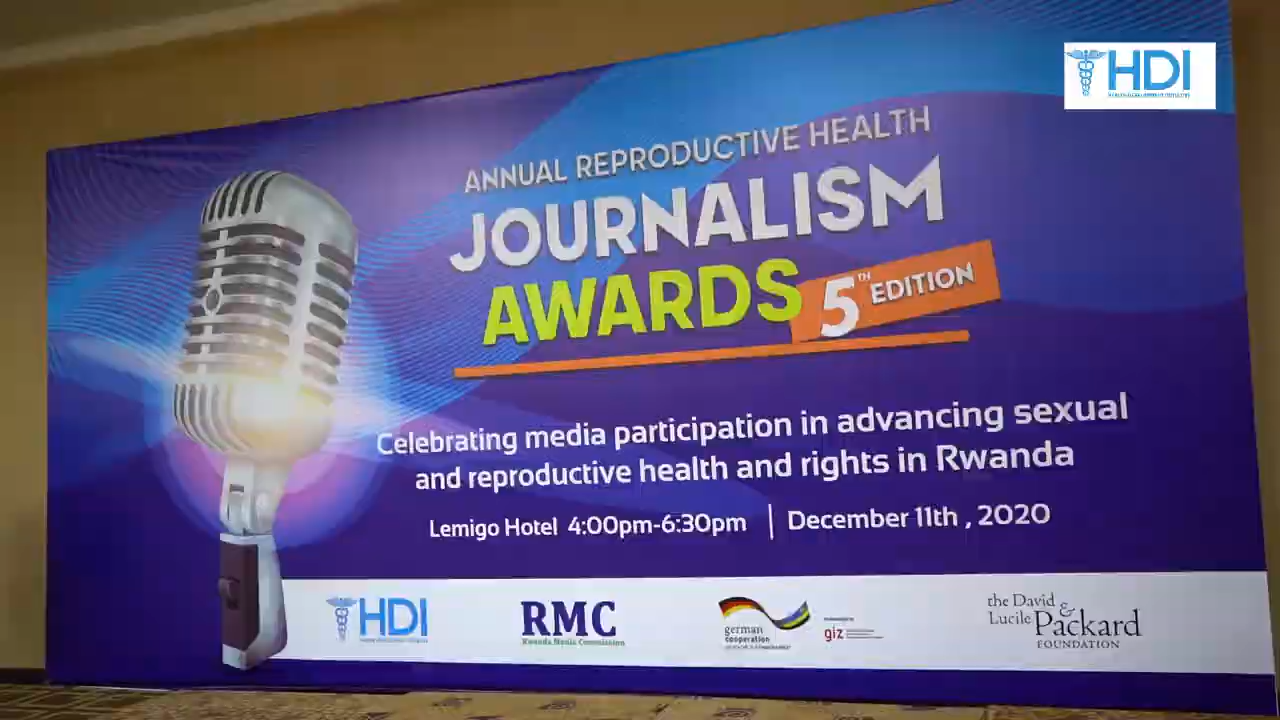 HDI
ANNUAL REPRODUCTIVE HEALTH
JOURNALISM
AWARDS 5TH EDITION
Celebrating media participation in advancing sexual
and reproductive health and rights in Rwanda
Lemigo Hotel 4:00pm-6:30pm | December 11th , 2020
HDI
RMC
Rwanda Media Commission
german
cooperation
giz
the David
& Lucile Packard
FOUNDATION